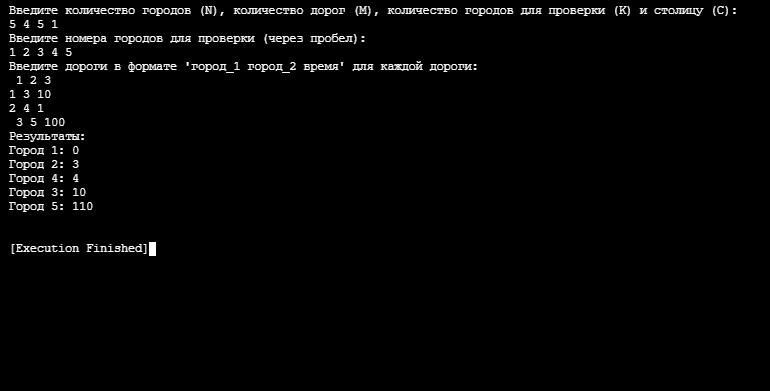 Введите количество городов (N), количество дорог (M), количество городов для проверки (K) и столицу (C):
5 4 5 1
Введите номера городов для проверки (через пробел):
1 2 3 4 5
Введите дороги в формате 'город_1 город_2 время' для каждой дороги:
1 2 3
1 3 10
2 4 1
3 5 100
Результаты:
Город 1: 0
Город 2: 3
Город 4: 4
Город 3: 10
Город 5: 110
[Execution Finished]